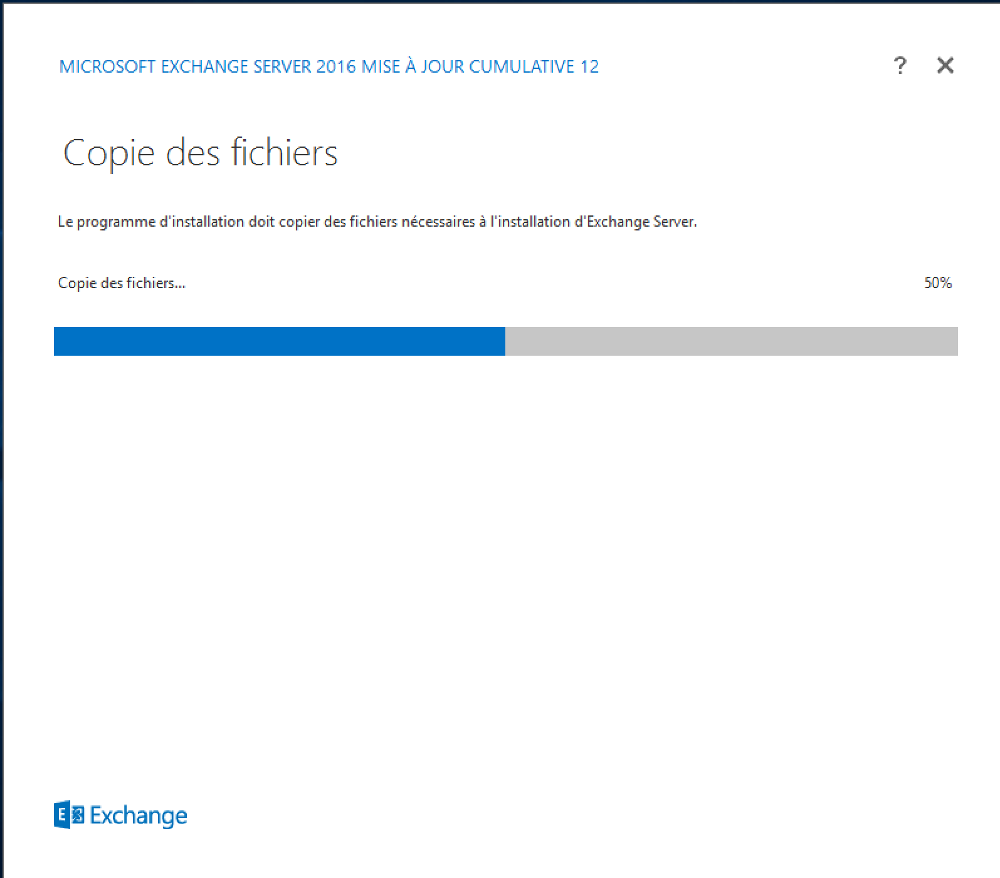 MICROSOFT EXCHANGE SERVER 2016 MISE À JOUR CUMULATIVE 12
?
Copie des fichiers
Le programme d'installation doit copier des fichiers nécessaires à l'installation d'Exchange Server.
Copie des fichiers... 50%
E Exchange